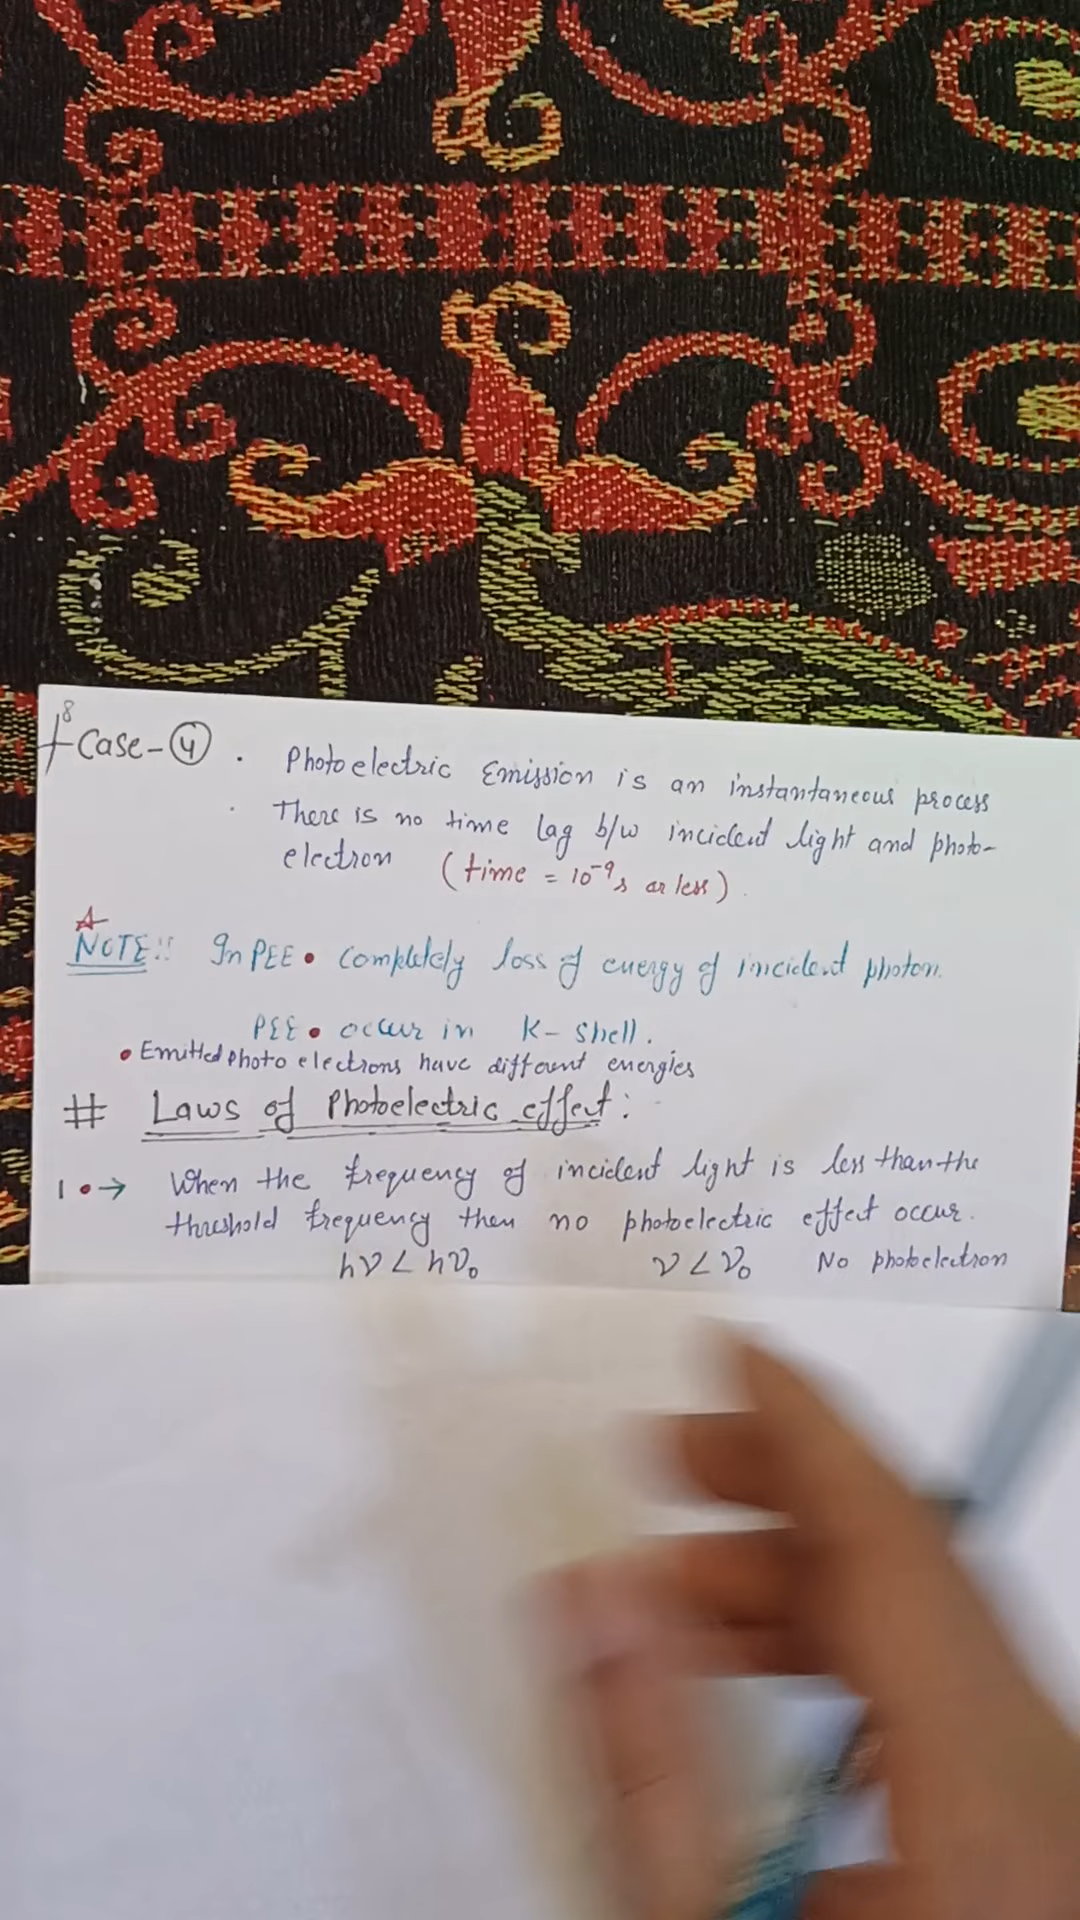 8
Case-4 . Photoelectric Emission is an instantaneous process
. There is no time lag b/w incident light and photo-
electron (time = 10⁻⁹s or less).
NOTE!! In PEE • completely loss of energy of incident photon.
PEE • occur in K- shell.
• Emitted photo electrons have different energies
# Laws of Photoelectric effect:
1 •→ When the frequency of incident light is less than the
threshold frequency then no photoelectric effect occur.
hν < hν₀ ν < ν₀ No photoelectron